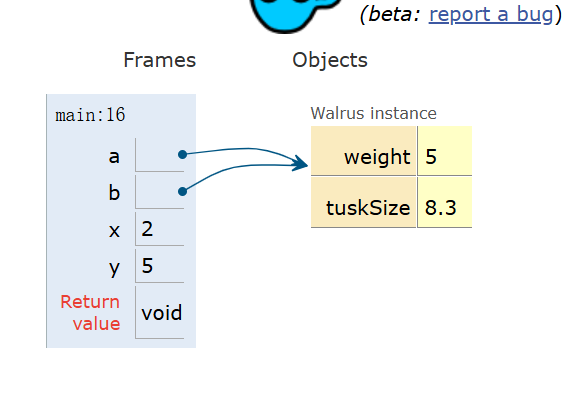 (beta: report a bug)
Frames
Objects
main:16
a
b
x 2
y 5
Return
value
void
Walrus instance
weight 5
tuskSize 8.3